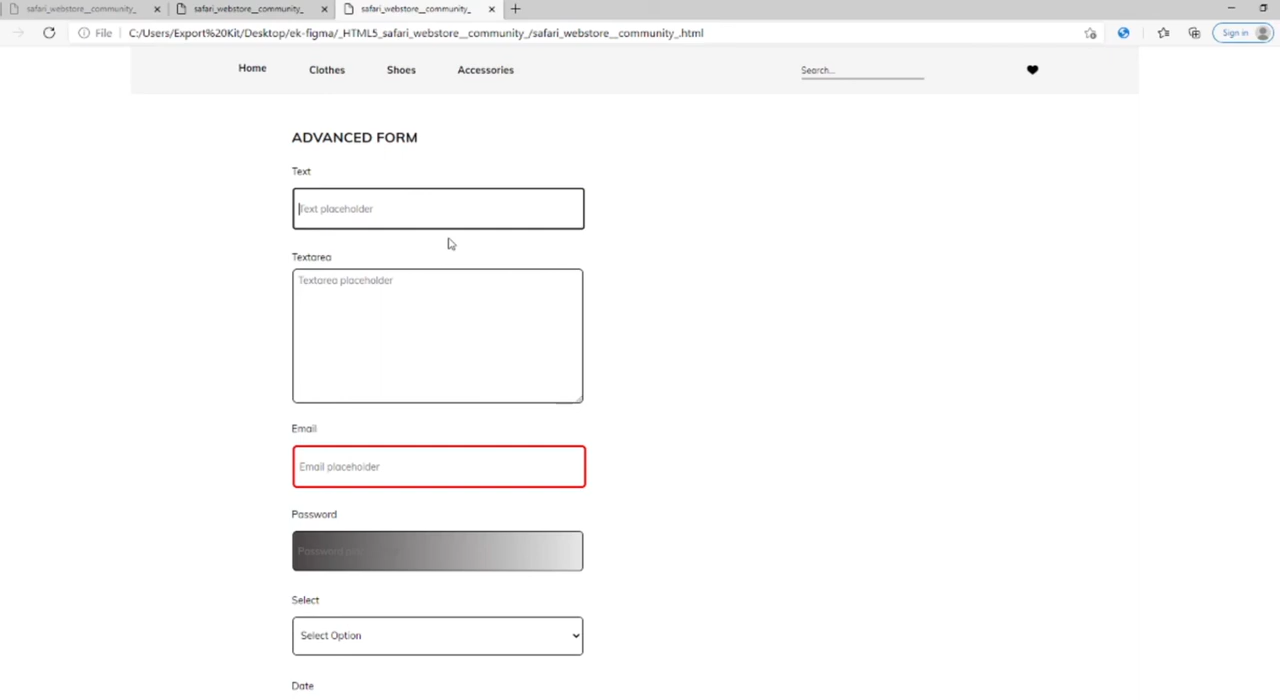 safari_webstore__community_ safari_webstore__community_ safari_webstore__community_
File C:/Users/Export%20Kit/Desktop/ek-figma/_HTML5_safari_webstore__community_/safari_webstore__community_.html Sign in
Home Clothes Shoes Accessories Search...
ADVANCED FORM
Text
Text placeholder
Textarea
Textarea placeholder
Email
Email placeholder
Password
Password
Select
Select Option
Date